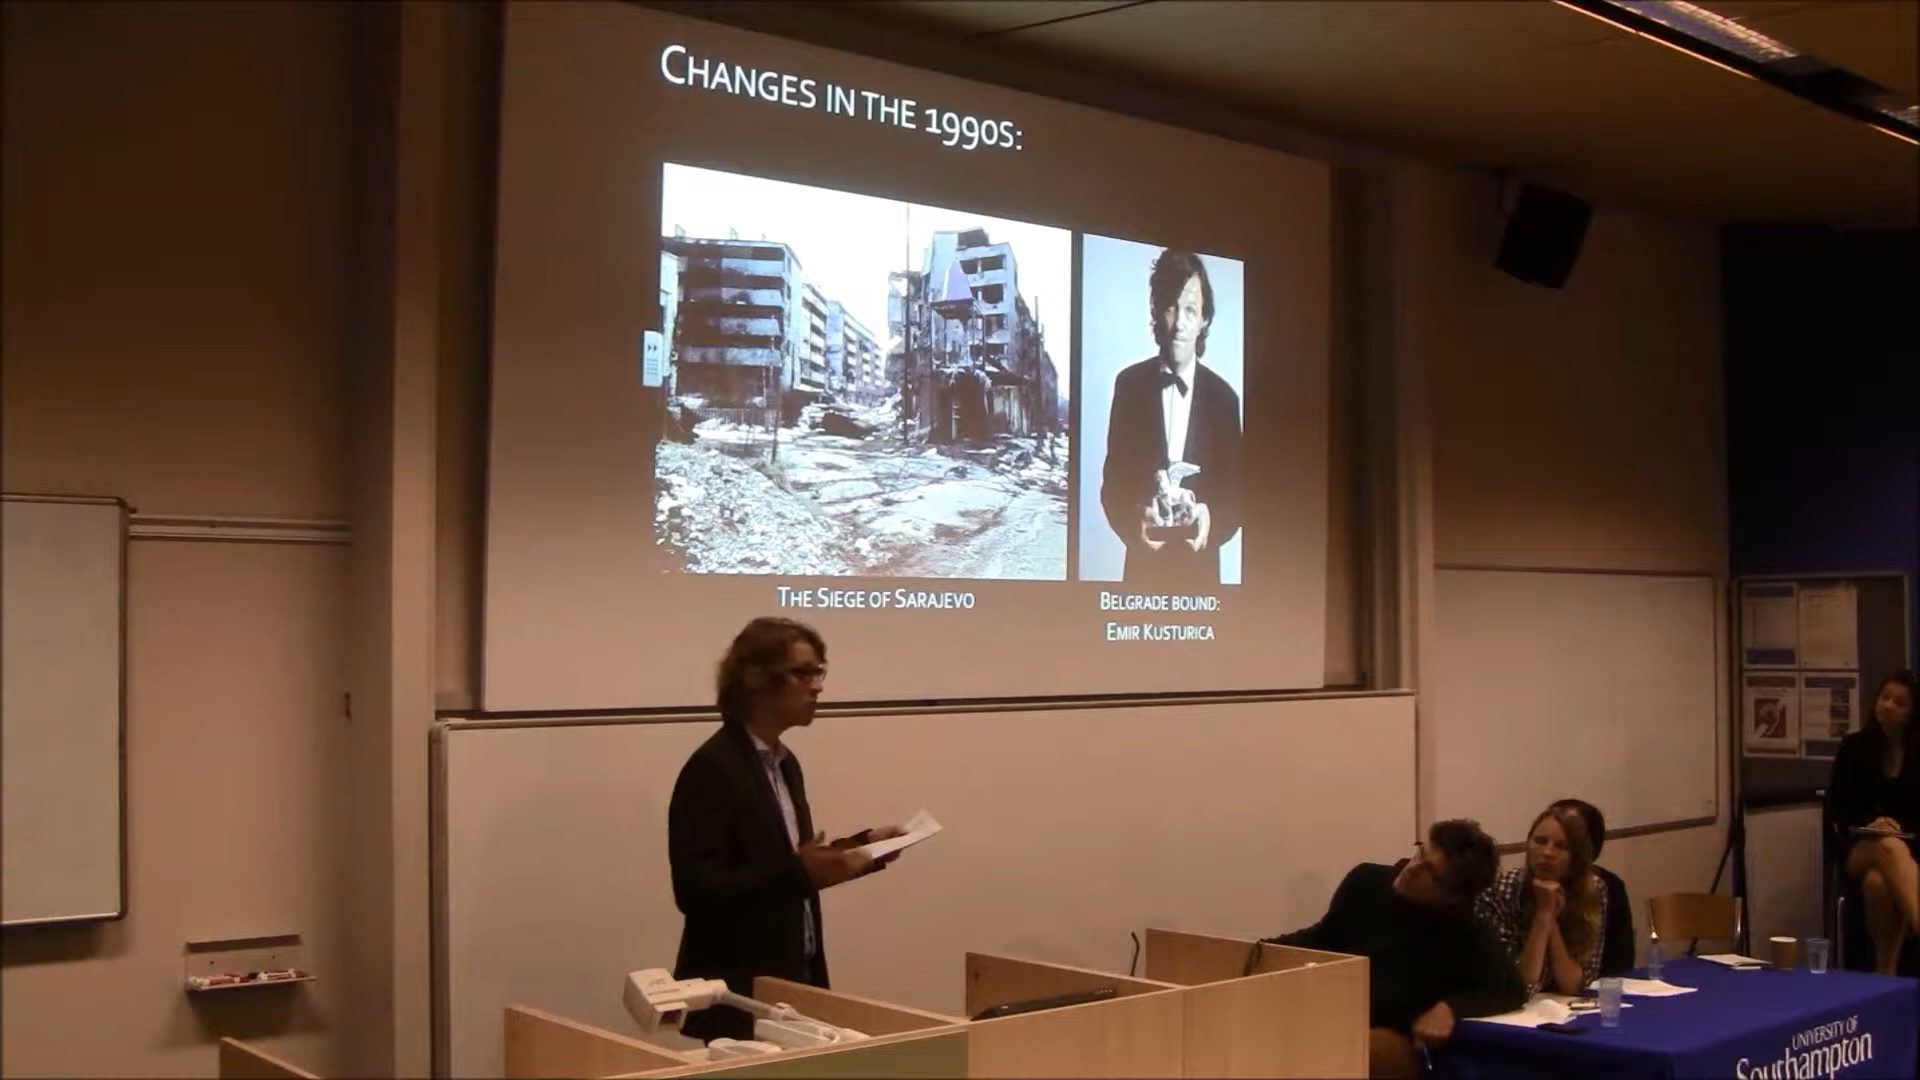 CHANGES IN THE 1990S:
THE SIEGE OF SARAJEVO
BELGRADE BOUND:
EMIR KUSTURICA
UNIVERSITY OF
Southampton